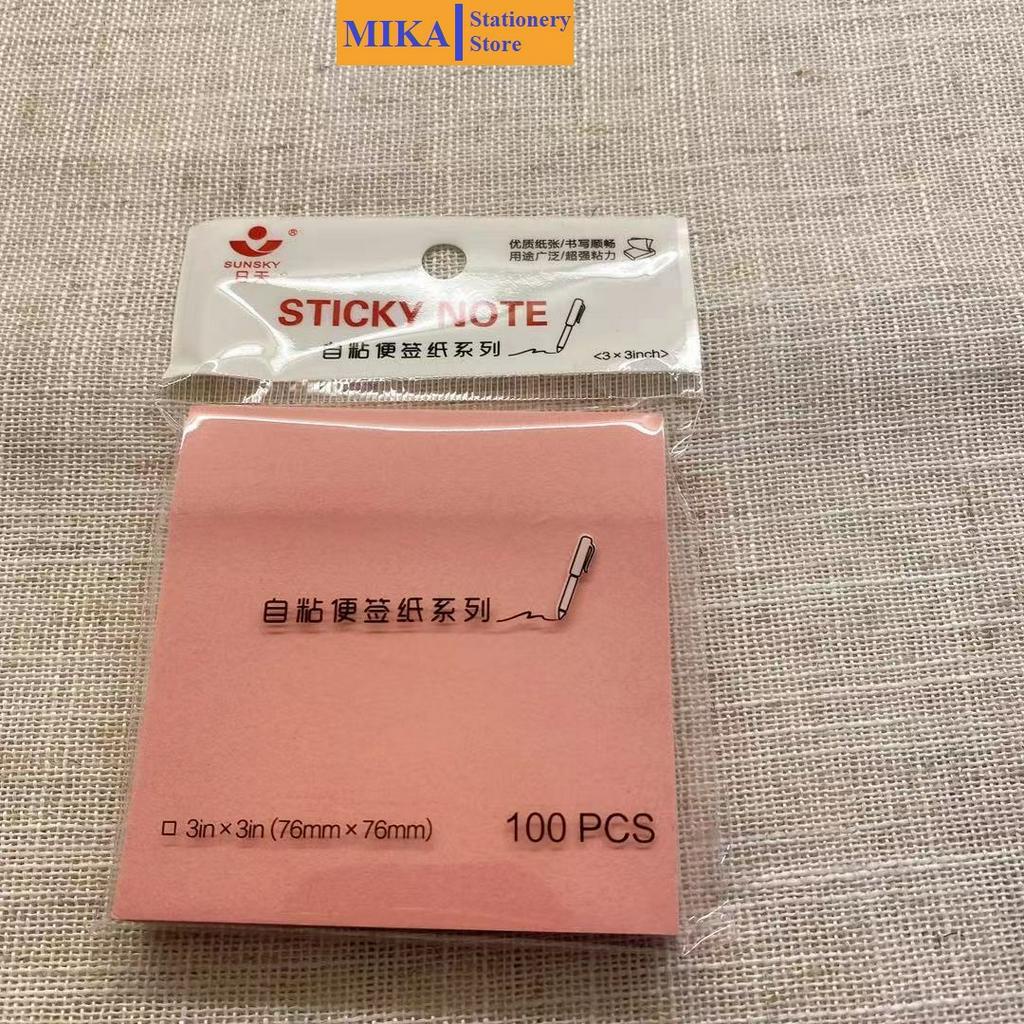 MIKA
Stationery
Store
SUNSKY
日天
®
优质纸张/书写顺畅
用途广泛/超强粘力
STICKY NOTE
自粘便签纸系列
<3×3inch>
自粘便签纸系列
3in×3in (76mm×76mm)
100 PCS